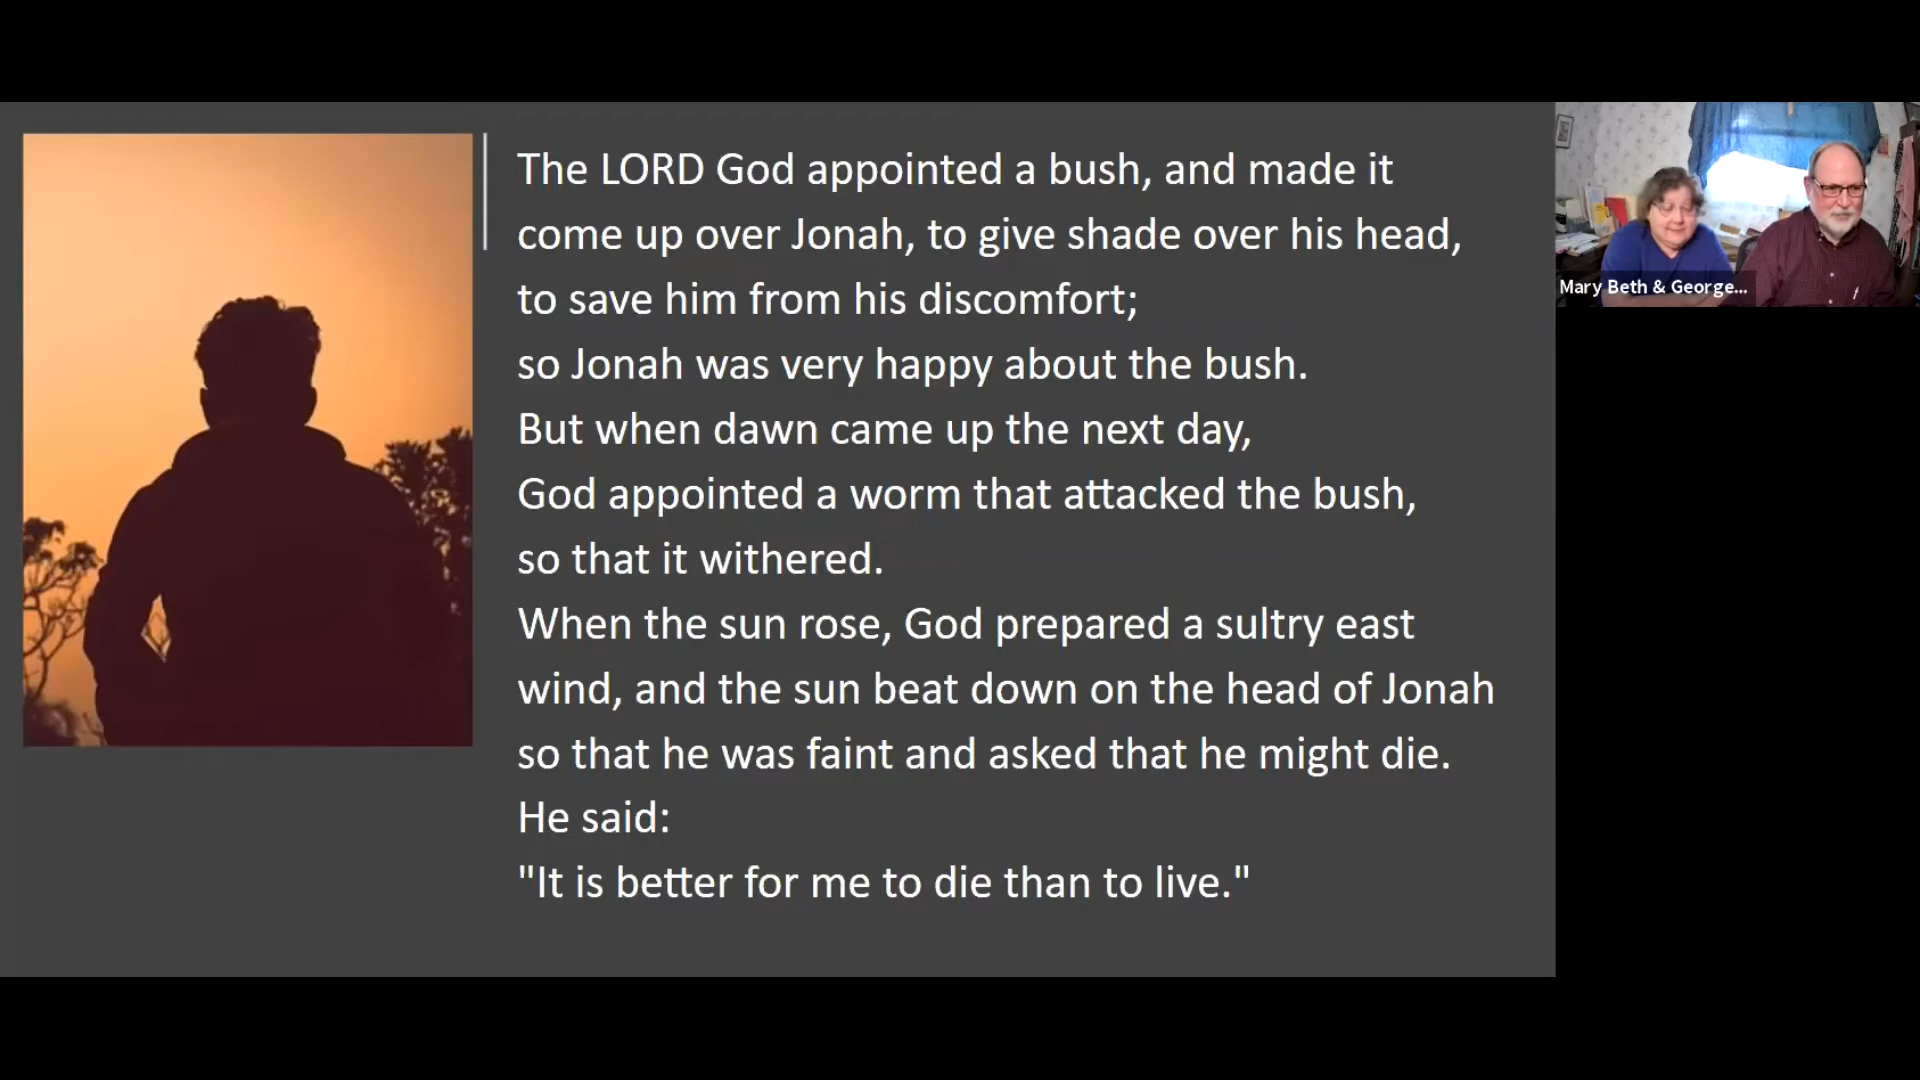 The LORD God appointed a bush, and made it
come up over Jonah, to give shade over his head,
to save him from his discomfort;
so Jonah was very happy about the bush.
But when dawn came up the next day,
God appointed a worm that attacked the bush,
so that it withered.
When the sun rose, God prepared a sultry east
wind, and the sun beat down on the head of Jonah
so that he was faint and asked that he might die.
He said:
"It is better for me to die than to live."
Mary Beth & George...